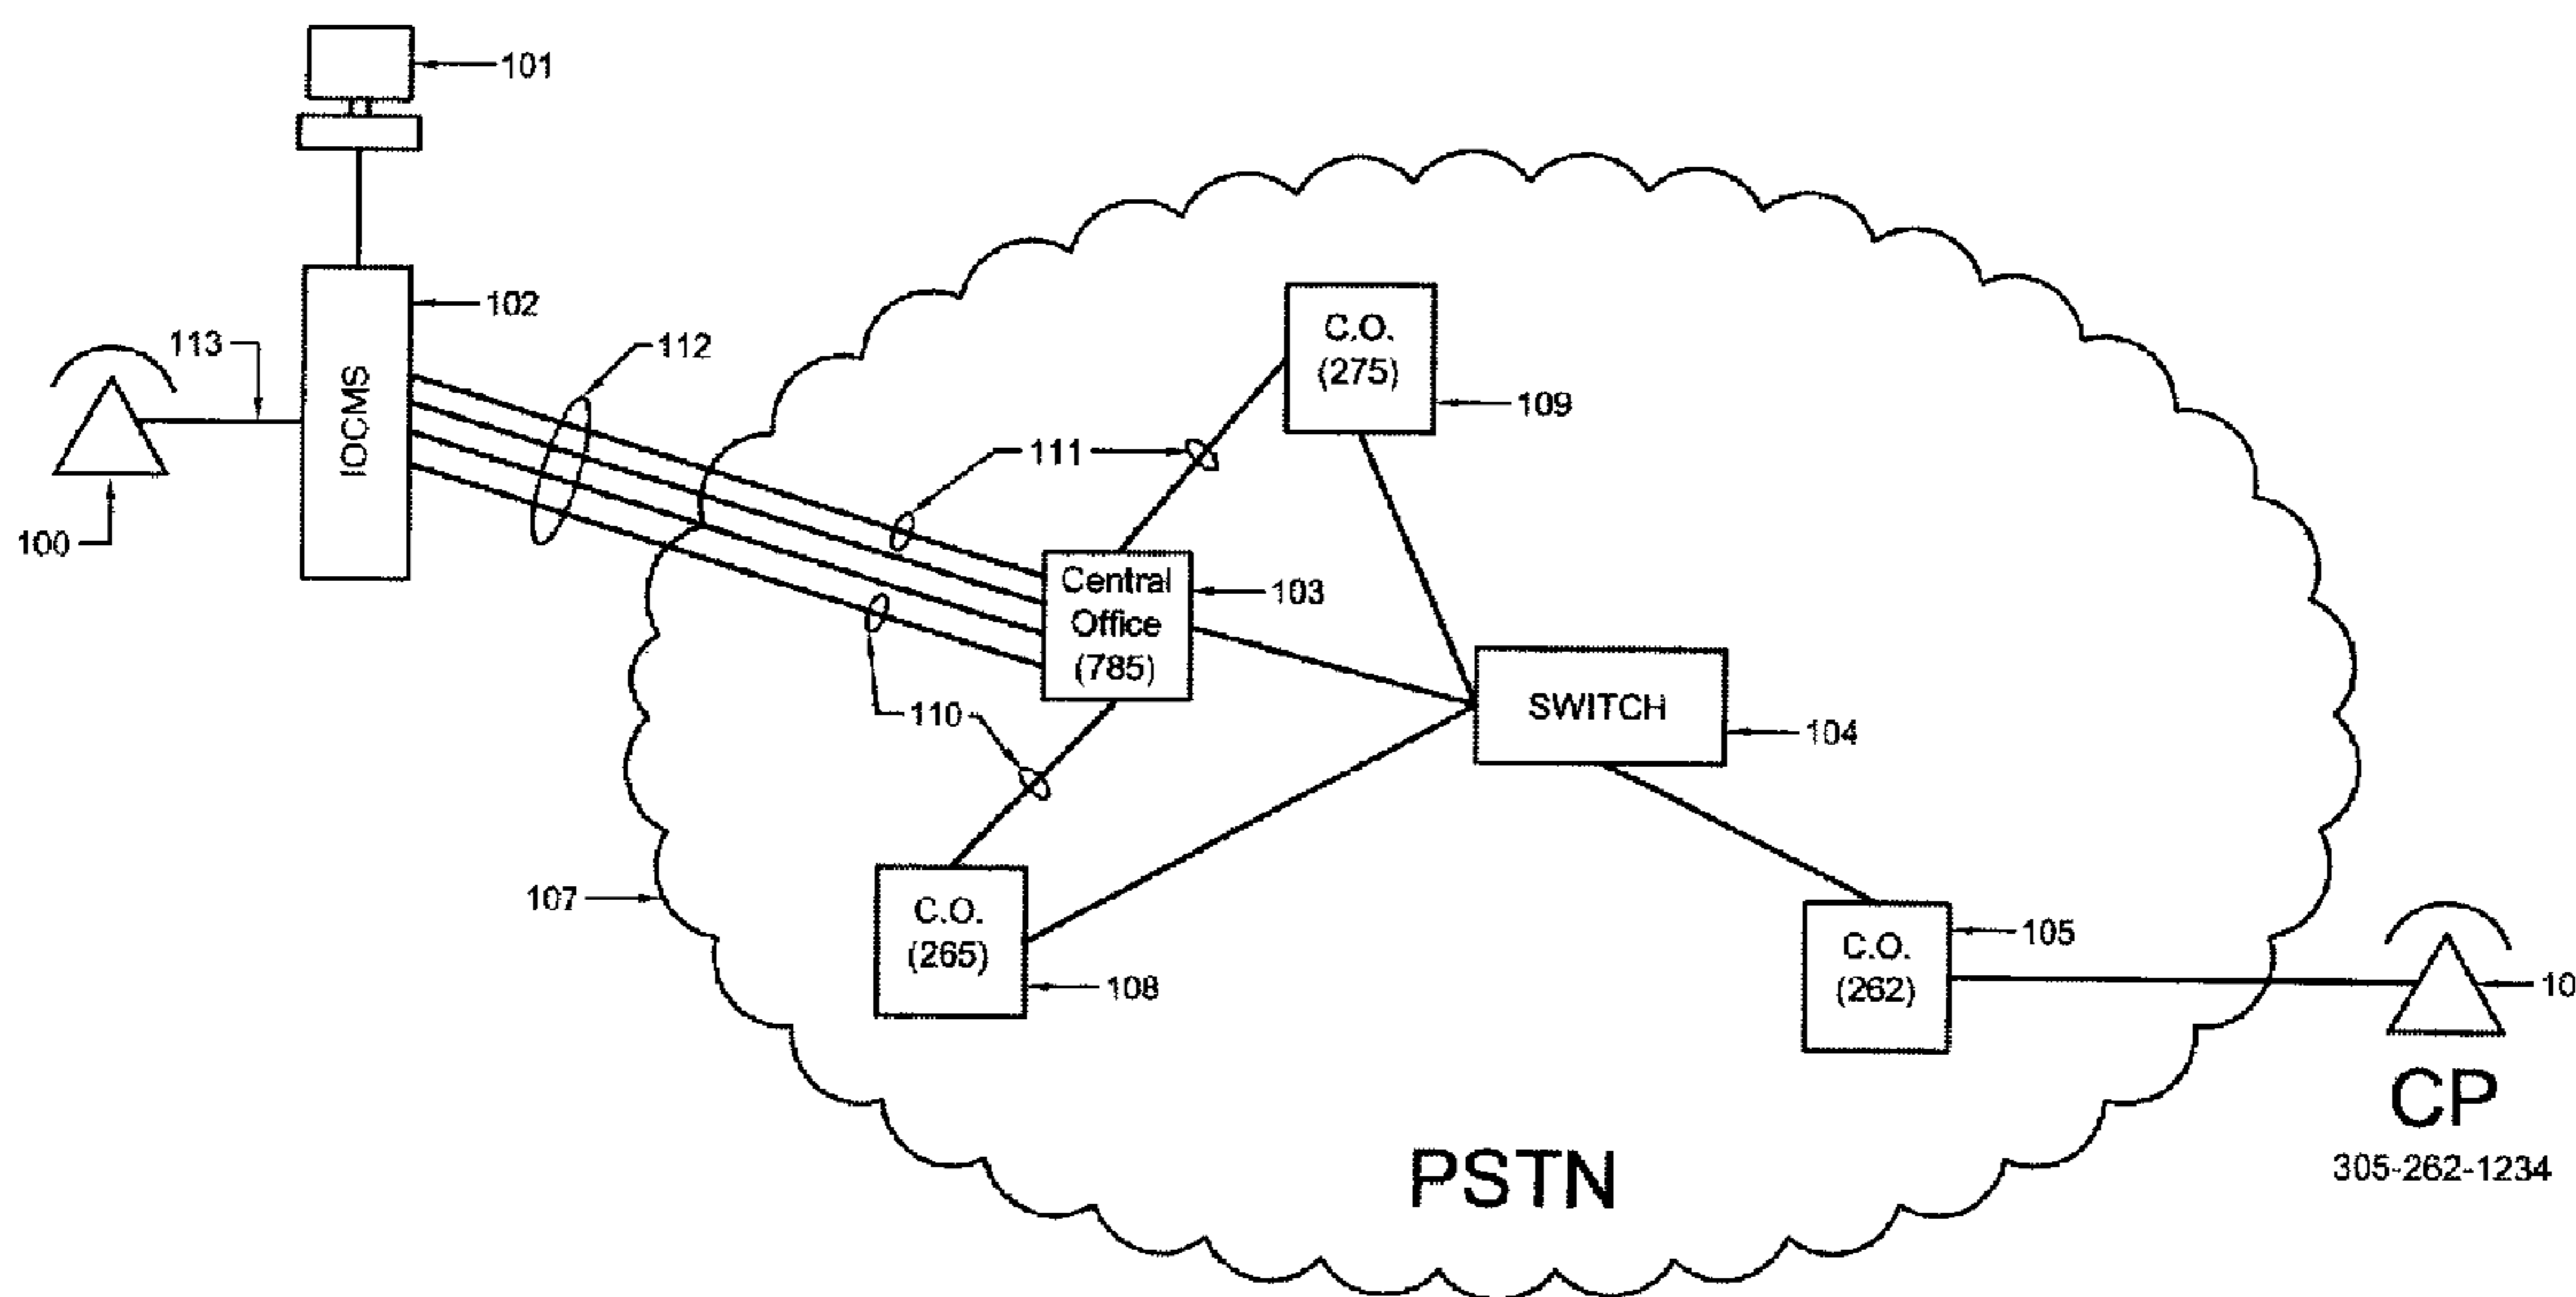 101
102
113
112
IOCMS
100
C.O.
(275)
109
111
Central
Office
(785)
103
110
SWITCH
104
107
C.O.
(265)
108
C.O.
(262)
105
10
CP
305-262-1234
PSTN